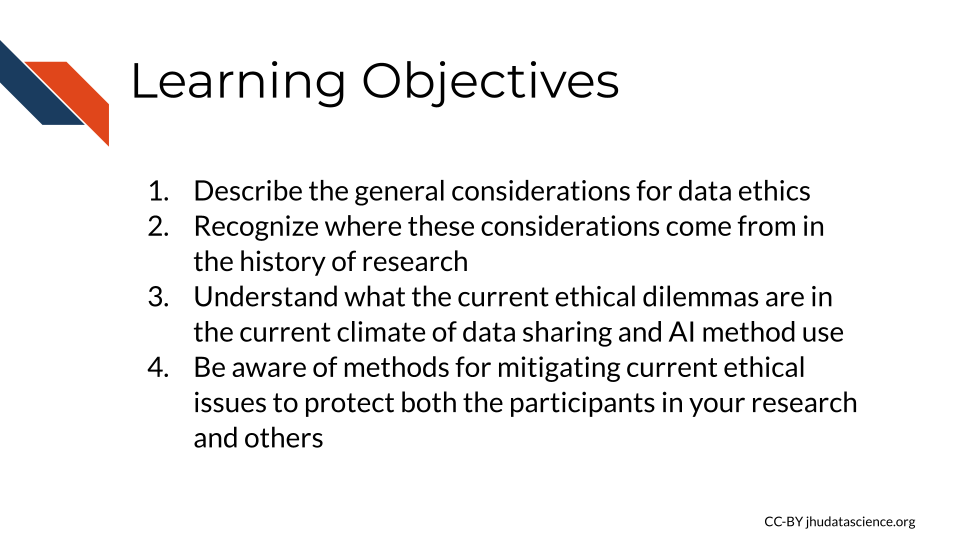 Learning Objectives
1. Describe the general considerations for data ethics
2. Recognize where these considerations come from in
the history of research
3. Understand what the current ethical dilemmas are in
the current climate of data sharing and AI method use
4. Be aware of methods for mitigating current ethical
issues to protect both the participants in your research
and others
CC-BY jhudatascience.org